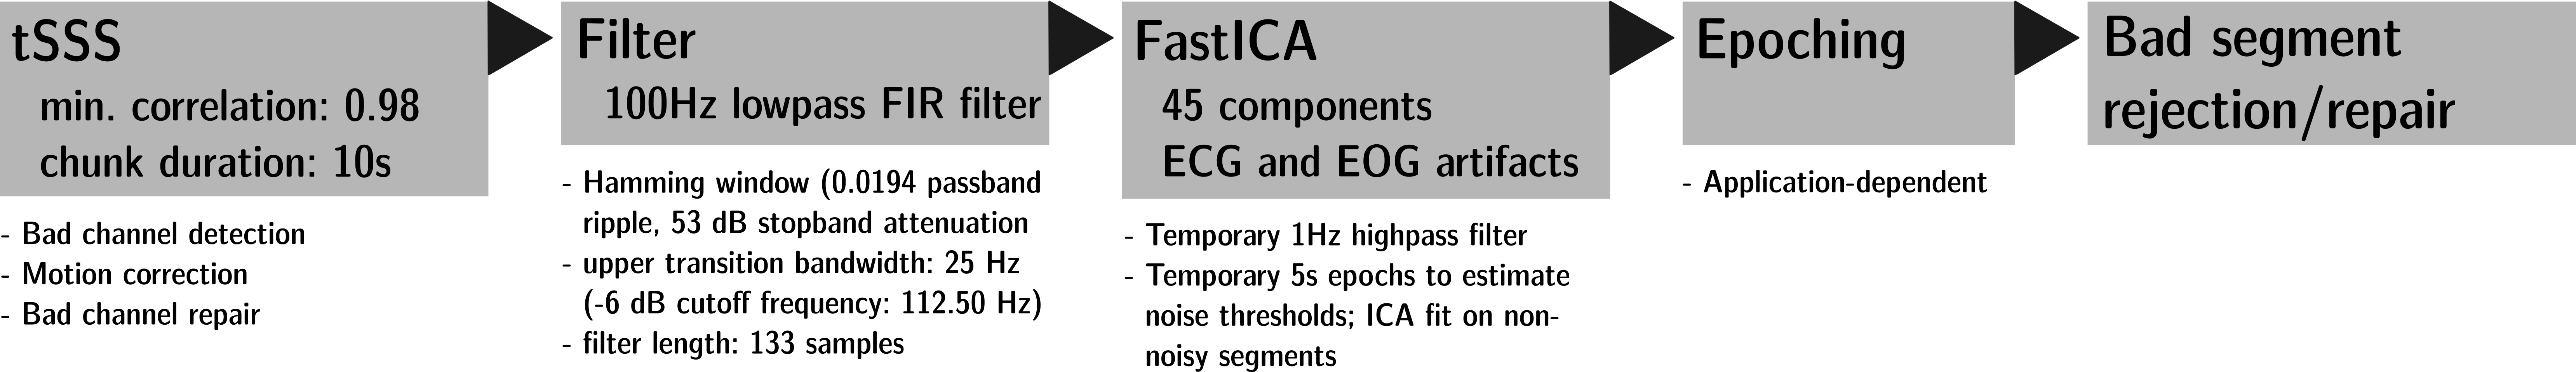 tSSS
min. correlation: 0.98
chunk duration: 10s
- Bad channel detection
- Motion correction
- Bad channel repair
Filter
100Hz lowpass FIR filter
- Hamming window (0.0194 passband
ripple, 53 dB stopband attenuation
- upper transition bandwidth: 25 Hz
(-6 dB cutoff frequency: 112.50 Hz)
- filter length: 133 samples
FastICA
45 components
ECG and EOG artifacts
- Temporary 1Hz highpass filter
- Temporary 5s epochs to estimate
noise thresholds; ICA fit on non-
noisy segments
Epoching
- Application-dependent
Bad segment
rejection/repair